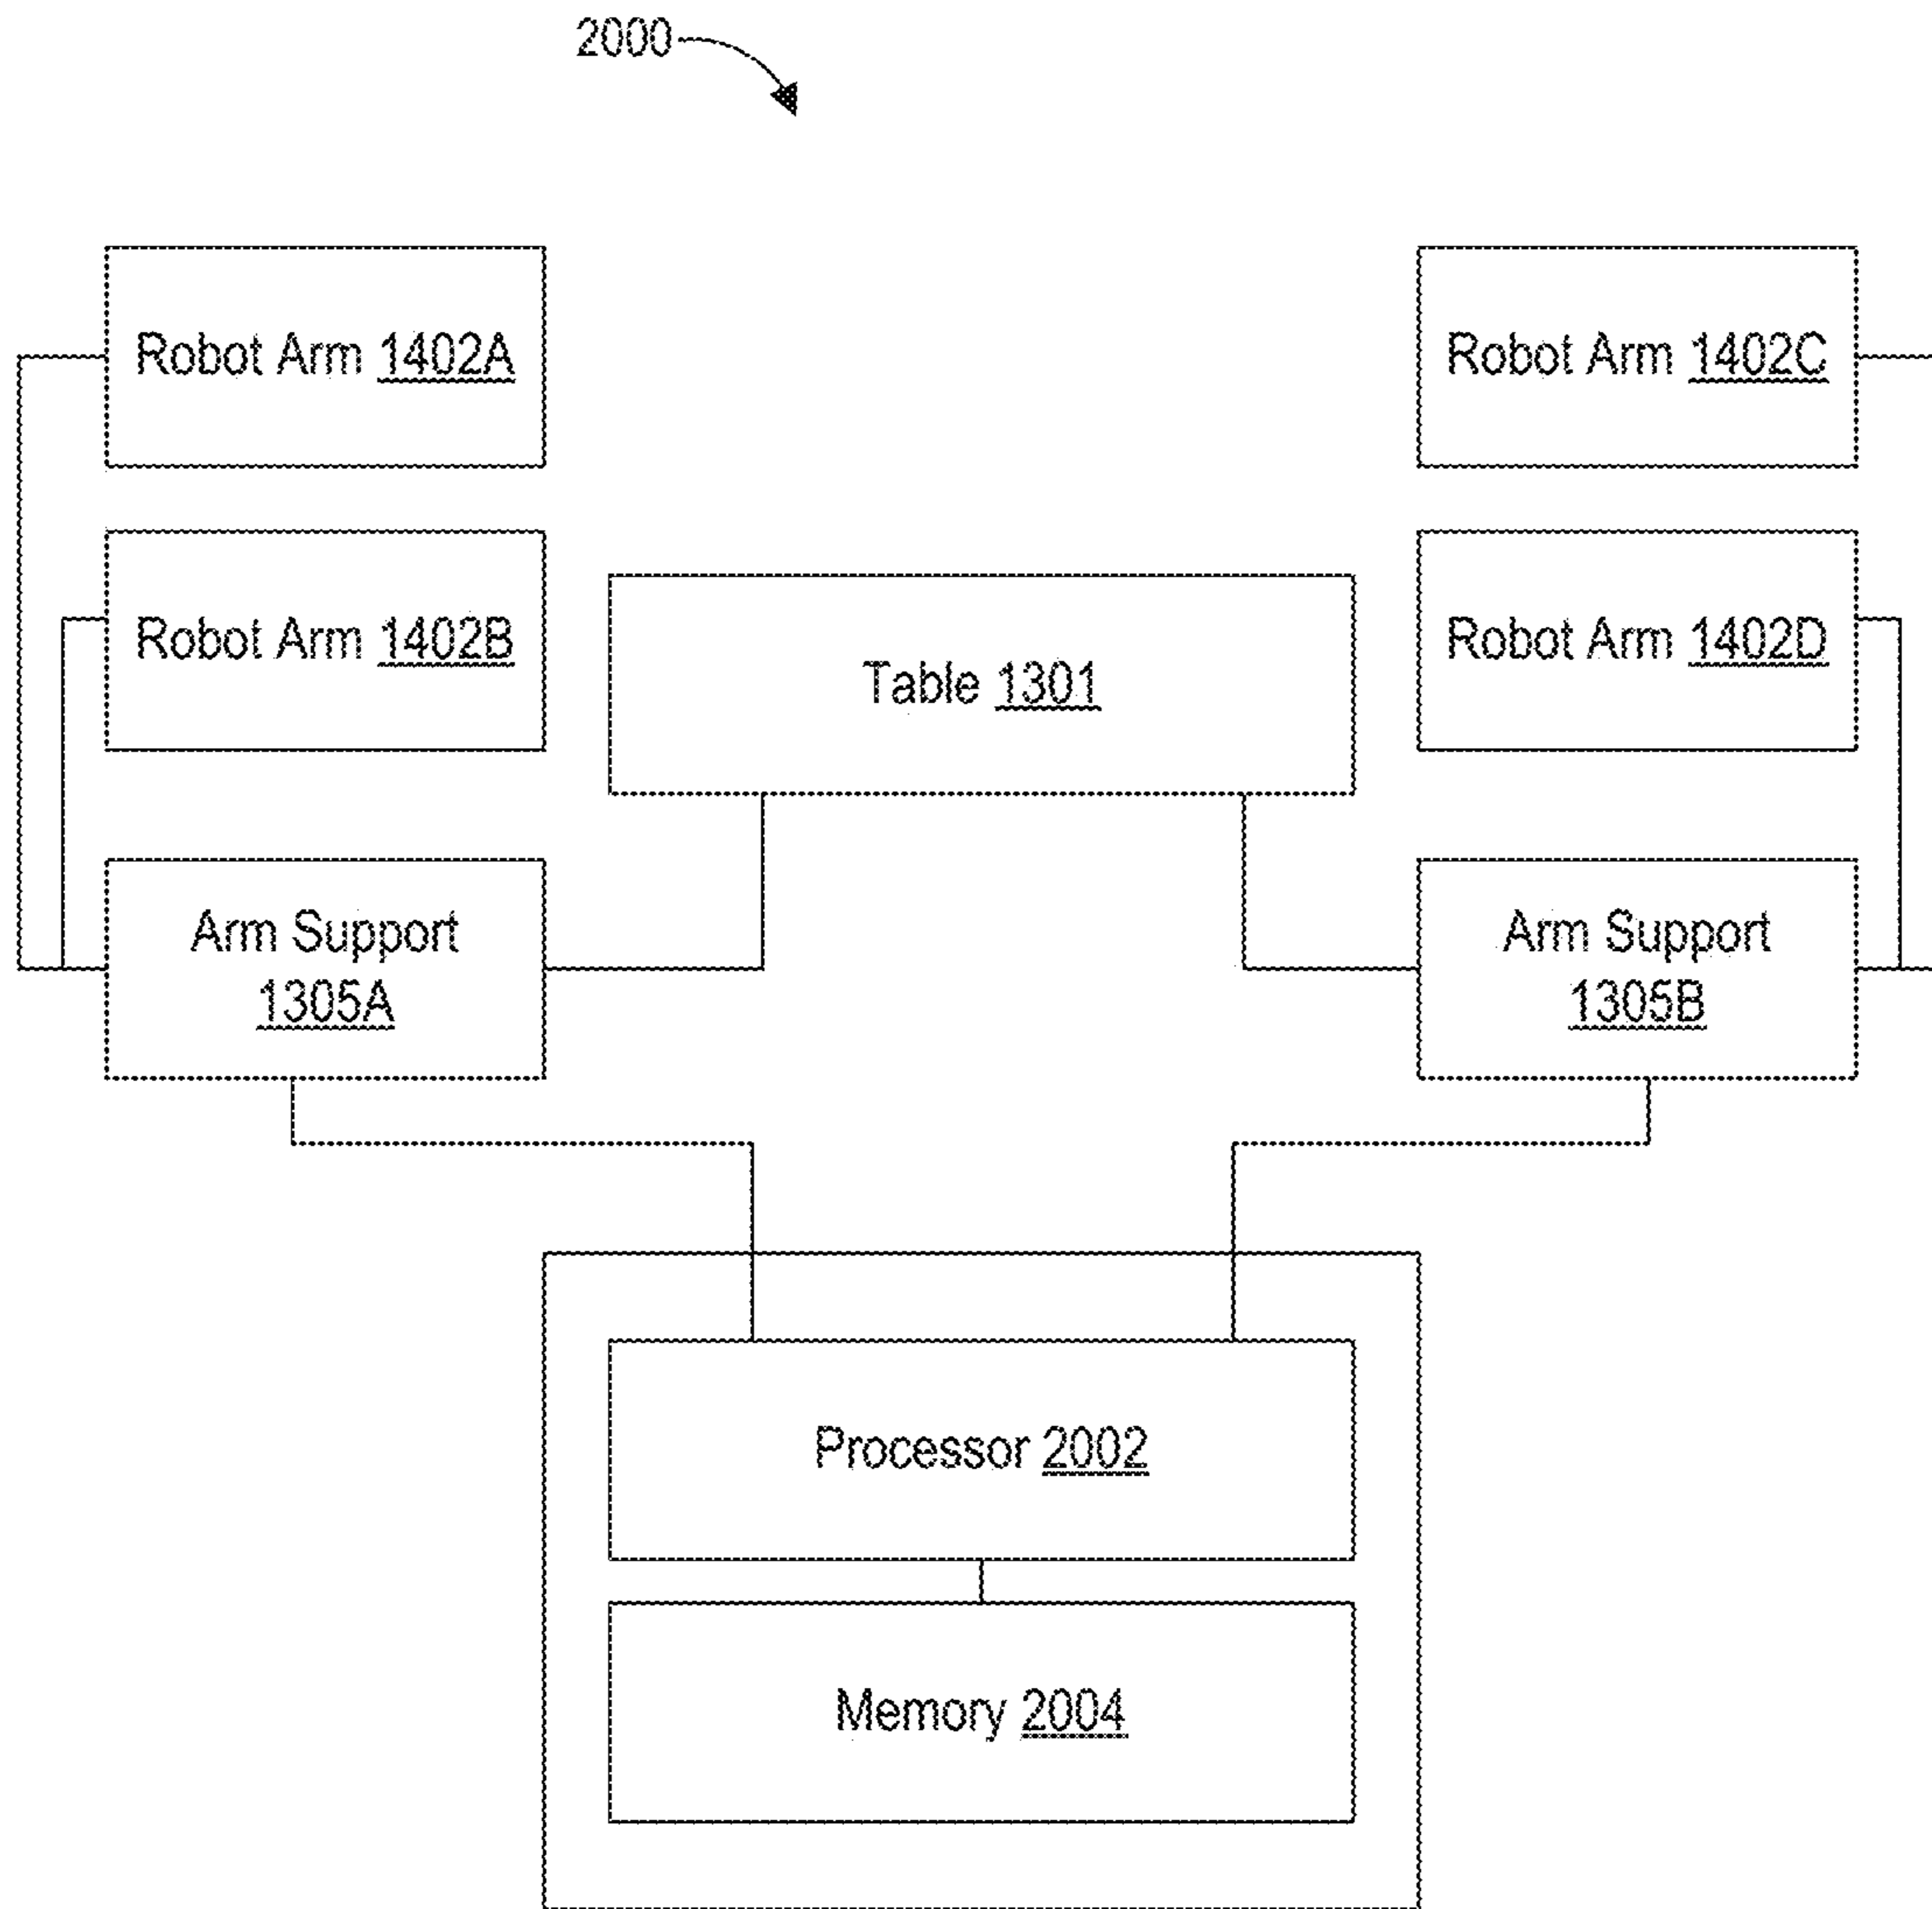 2000
Robot Arm 1402A
Robot Arm 1402C
Robot Arm 1402B
Table 1301
Robot Arm 1402D
Arm Support
1305A
Arm Support
1305B
Processor 2002
Memory 2004